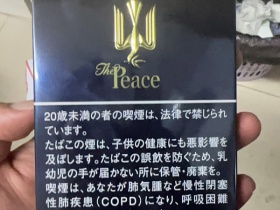 The
Peace
20歳未満の者の喫煙は、法律で禁じられ
ています。
たばこの煙は、子供の健康にも悪影響を
及ぼします。たばこの誤飲を防ぐため、乳
幼児の手が届かない所に保管・廃棄を。
喫煙は、あなたが肺気腫など慢性閉塞
性肺疾患(COPD)になり、呼吸困難